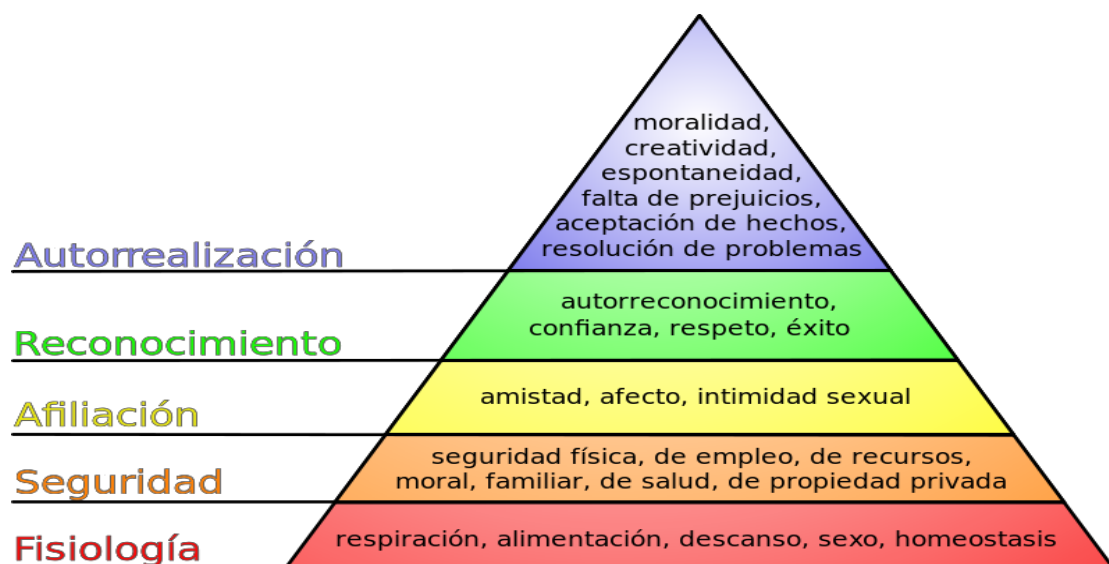 moralidad,
creatividad,
espontaneidad,
falta de prejuicios,
aceptación de hechos,
resolución de problemas
Autorrealización
autorreconocimiento,
confianza, respeto, éxito
Reconocimiento
amistad, afecto, intimidad sexual
Afiliación
seguridad física, de empleo, de recursos,
moral, familiar, de salud, de propiedad privada
Seguridad
respiración, alimentación, descanso, sexo, homeostasis
Fisiología